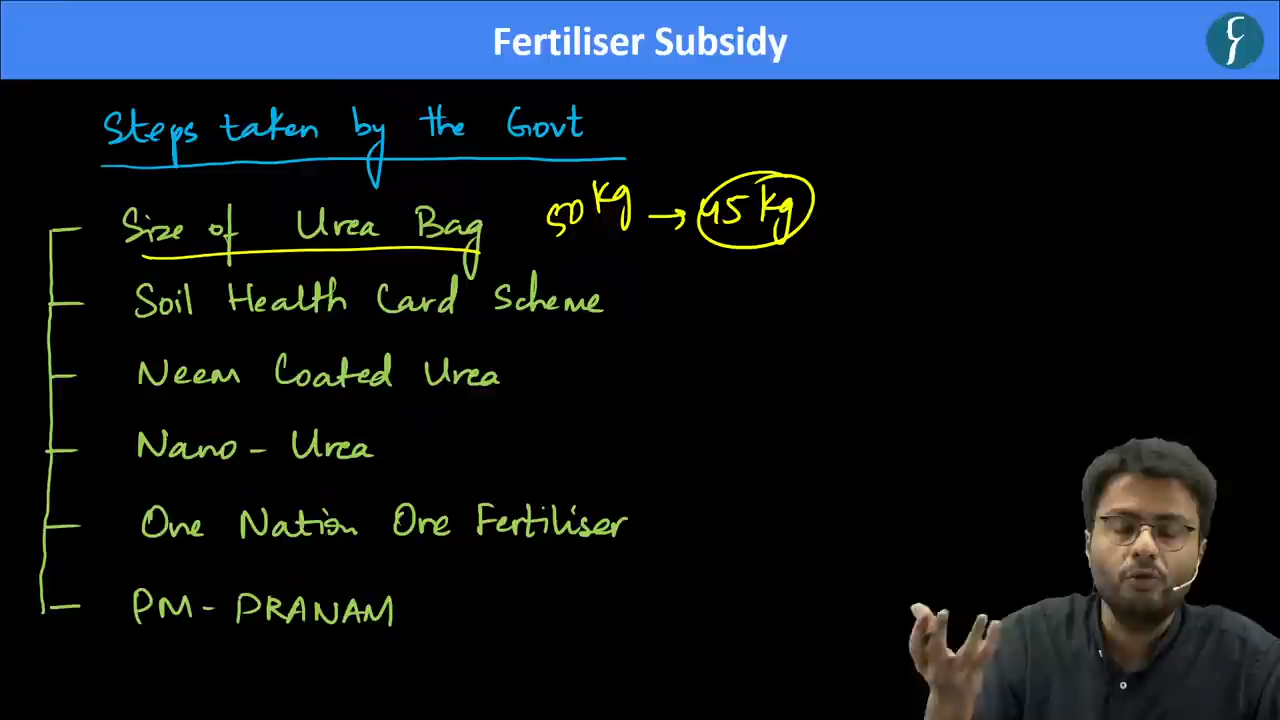 Fertiliser Subsidy
Steps taken by the Govt
Size of Urea Bag 50 Kg → 45 Kg
Soil Health Card Scheme
Neem Coated Urea
Nano - Urea
One Nation One Fertiliser
PM - PRANAM